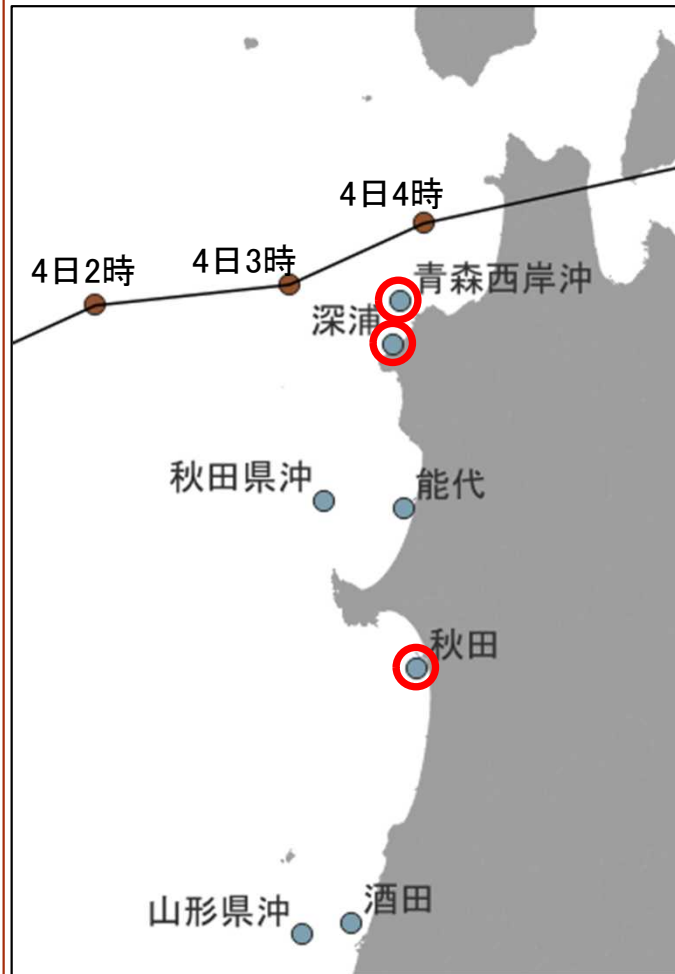 4日4時
4日3時
4日2時
青森西岸沖
深浦
秋田県沖
能代
秋田
酒田
山形県沖